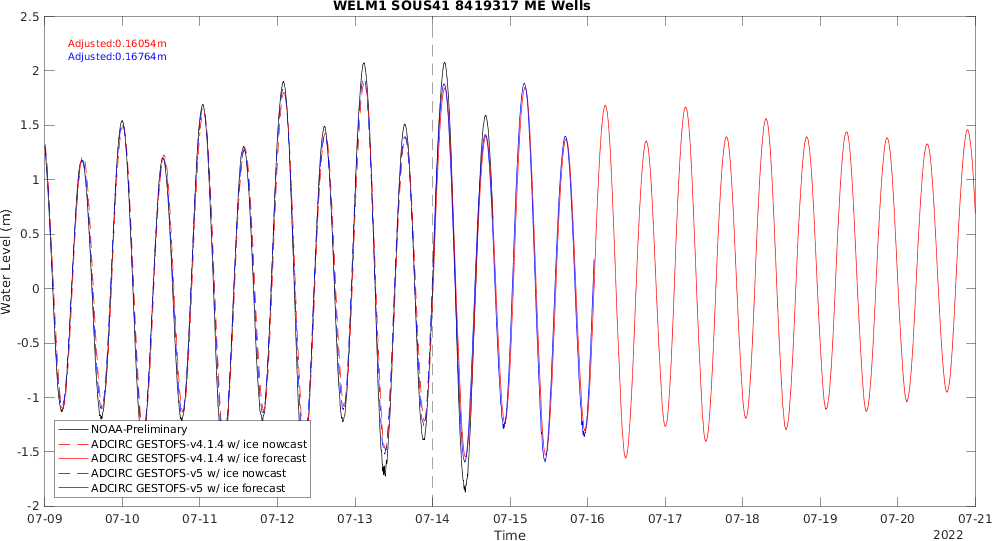 WELM1 SOUS41 8419317 ME Wells
Adjusted:0.16054m
Adjusted:0.16764m
2.5
2
1.5
1
0.5
0
-0.5
-1
-1.5
-2
Water Level (m)
NOAA-Preliminary
ADCIRC GESTOFS-v4.1.4 w/ ice nowcast
ADCIRC GESTOFS-v4.1.4 w/ ice forecast
ADCIRC GESTOFS-v5 w/ ice nowcast
ADCIRC GESTOFS-v5 w/ ice forecast
07-09 07-10 07-11 07-12 07-13 07-14 07-15 07-16 07-17 07-18 07-19 07-20 07-21
Time
2022